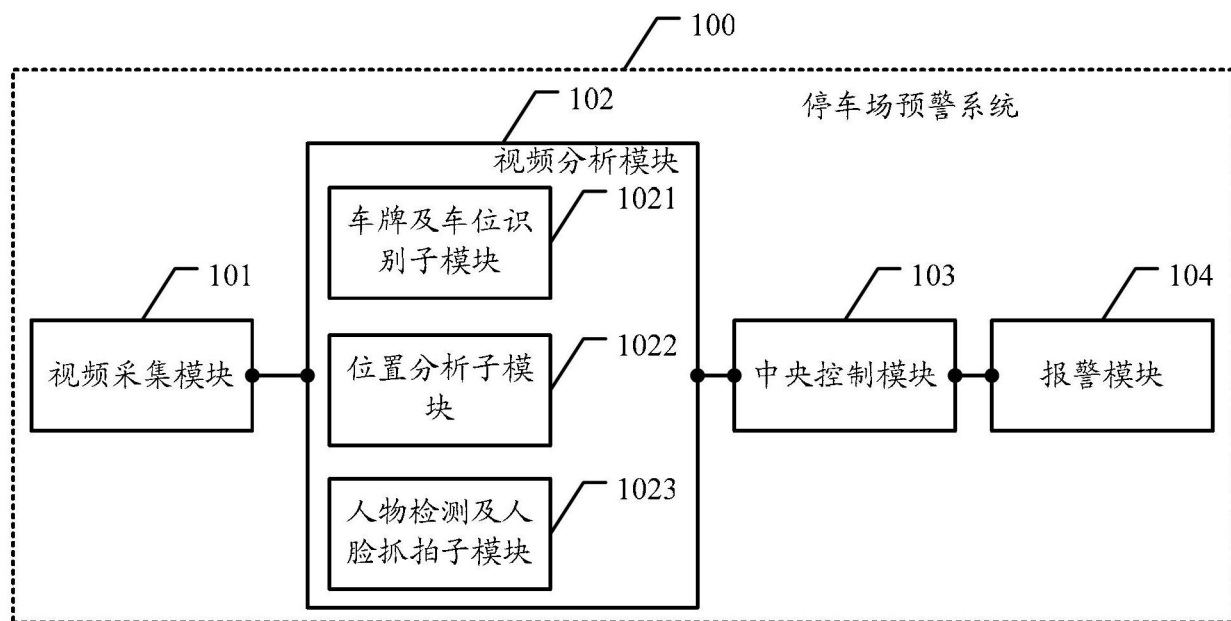 100
停车场预警系统
102
视频分析模块
1021
车牌及车位识
别子模块
101
视频采集模块
1022
位置分析子模
块
1023
人物检测及人
脸抓拍子模块
103
中央控制模块
104
报警模块